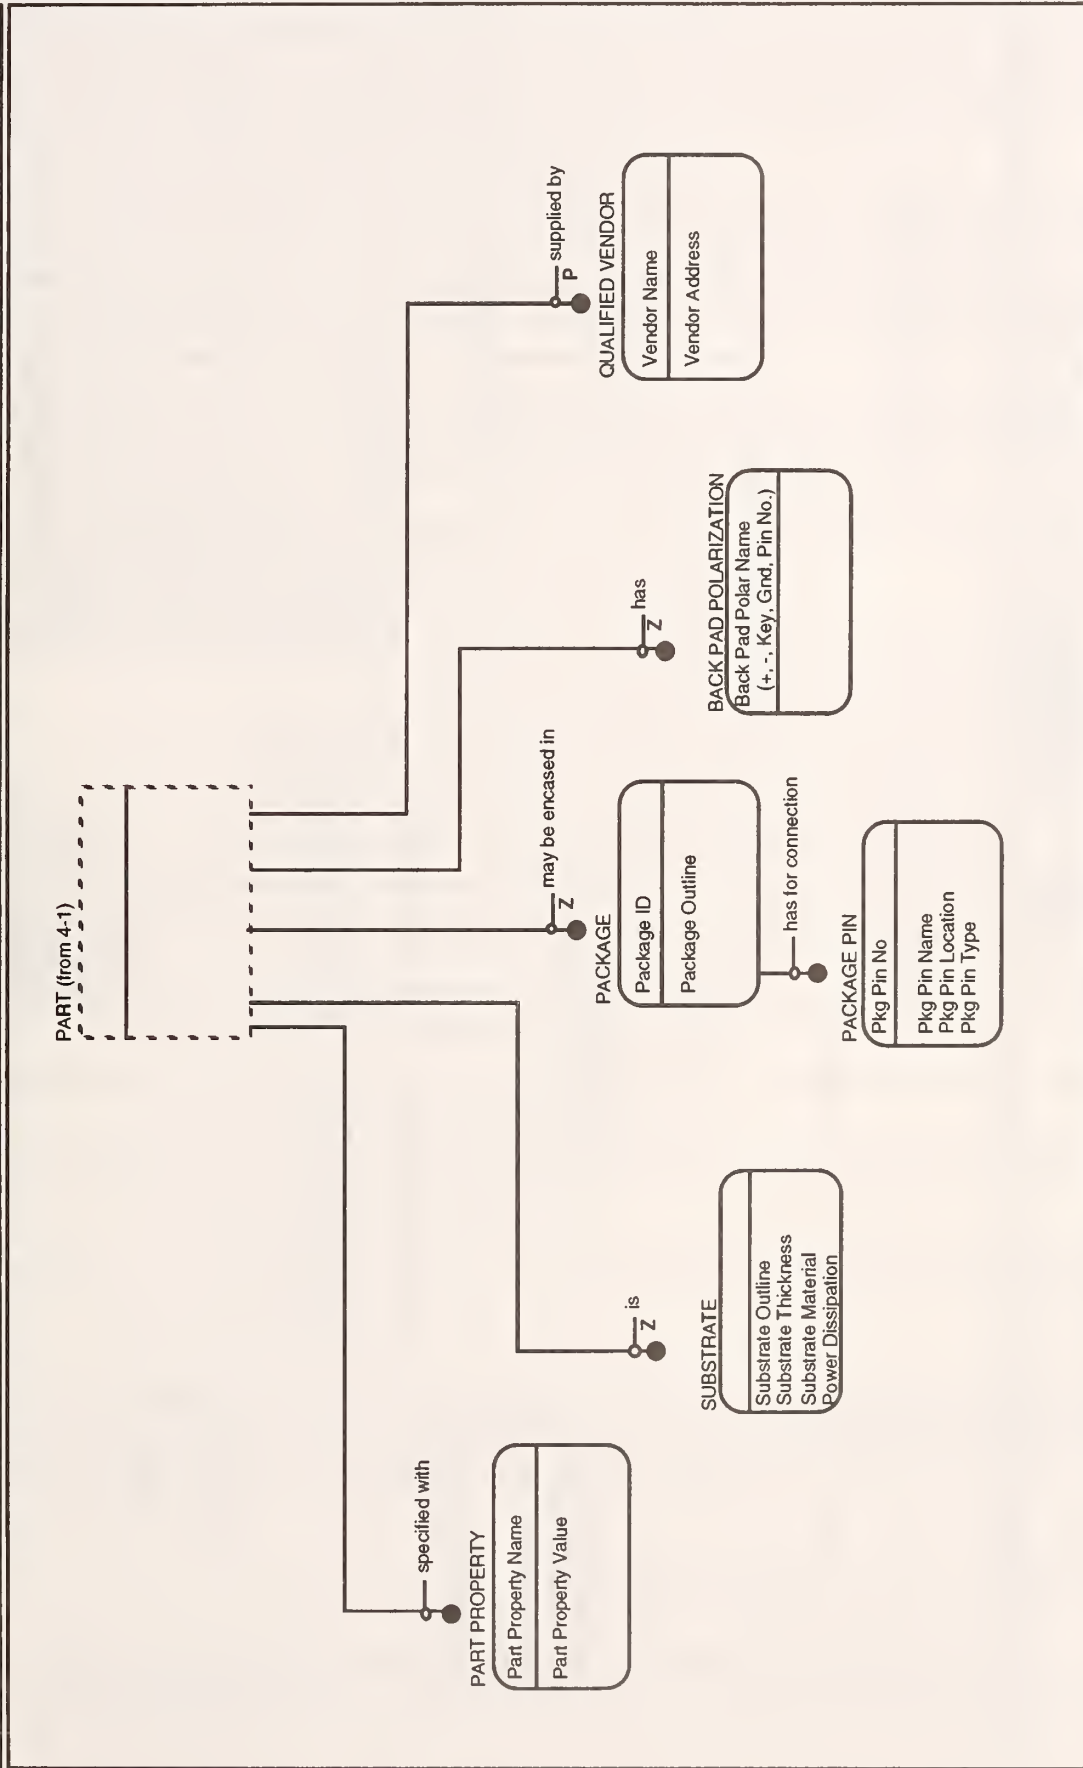 PART (from 4-1)
specified with
PART PROPERTY
Part Property Name
Part Property Value
is
Z
SUBSTRATE
Substrate Outline
Substrate Thickness
Substrate Material
Power Dissipation
may be encased in
Z
PACKAGE
Package ID
Package Outline
has for connection
PACKAGE PIN
Pkg Pin No
Pkg Pin Name
Pkg Pin Location
Pkg Pin Type
has
Z
BACK PAD POLARIZATION
Back Pad Polar Name
(+, -, Key, Gnd, Pin No.)
supplied by
P
QUALIFIED VENDOR
Vendor Name
Vendor Address